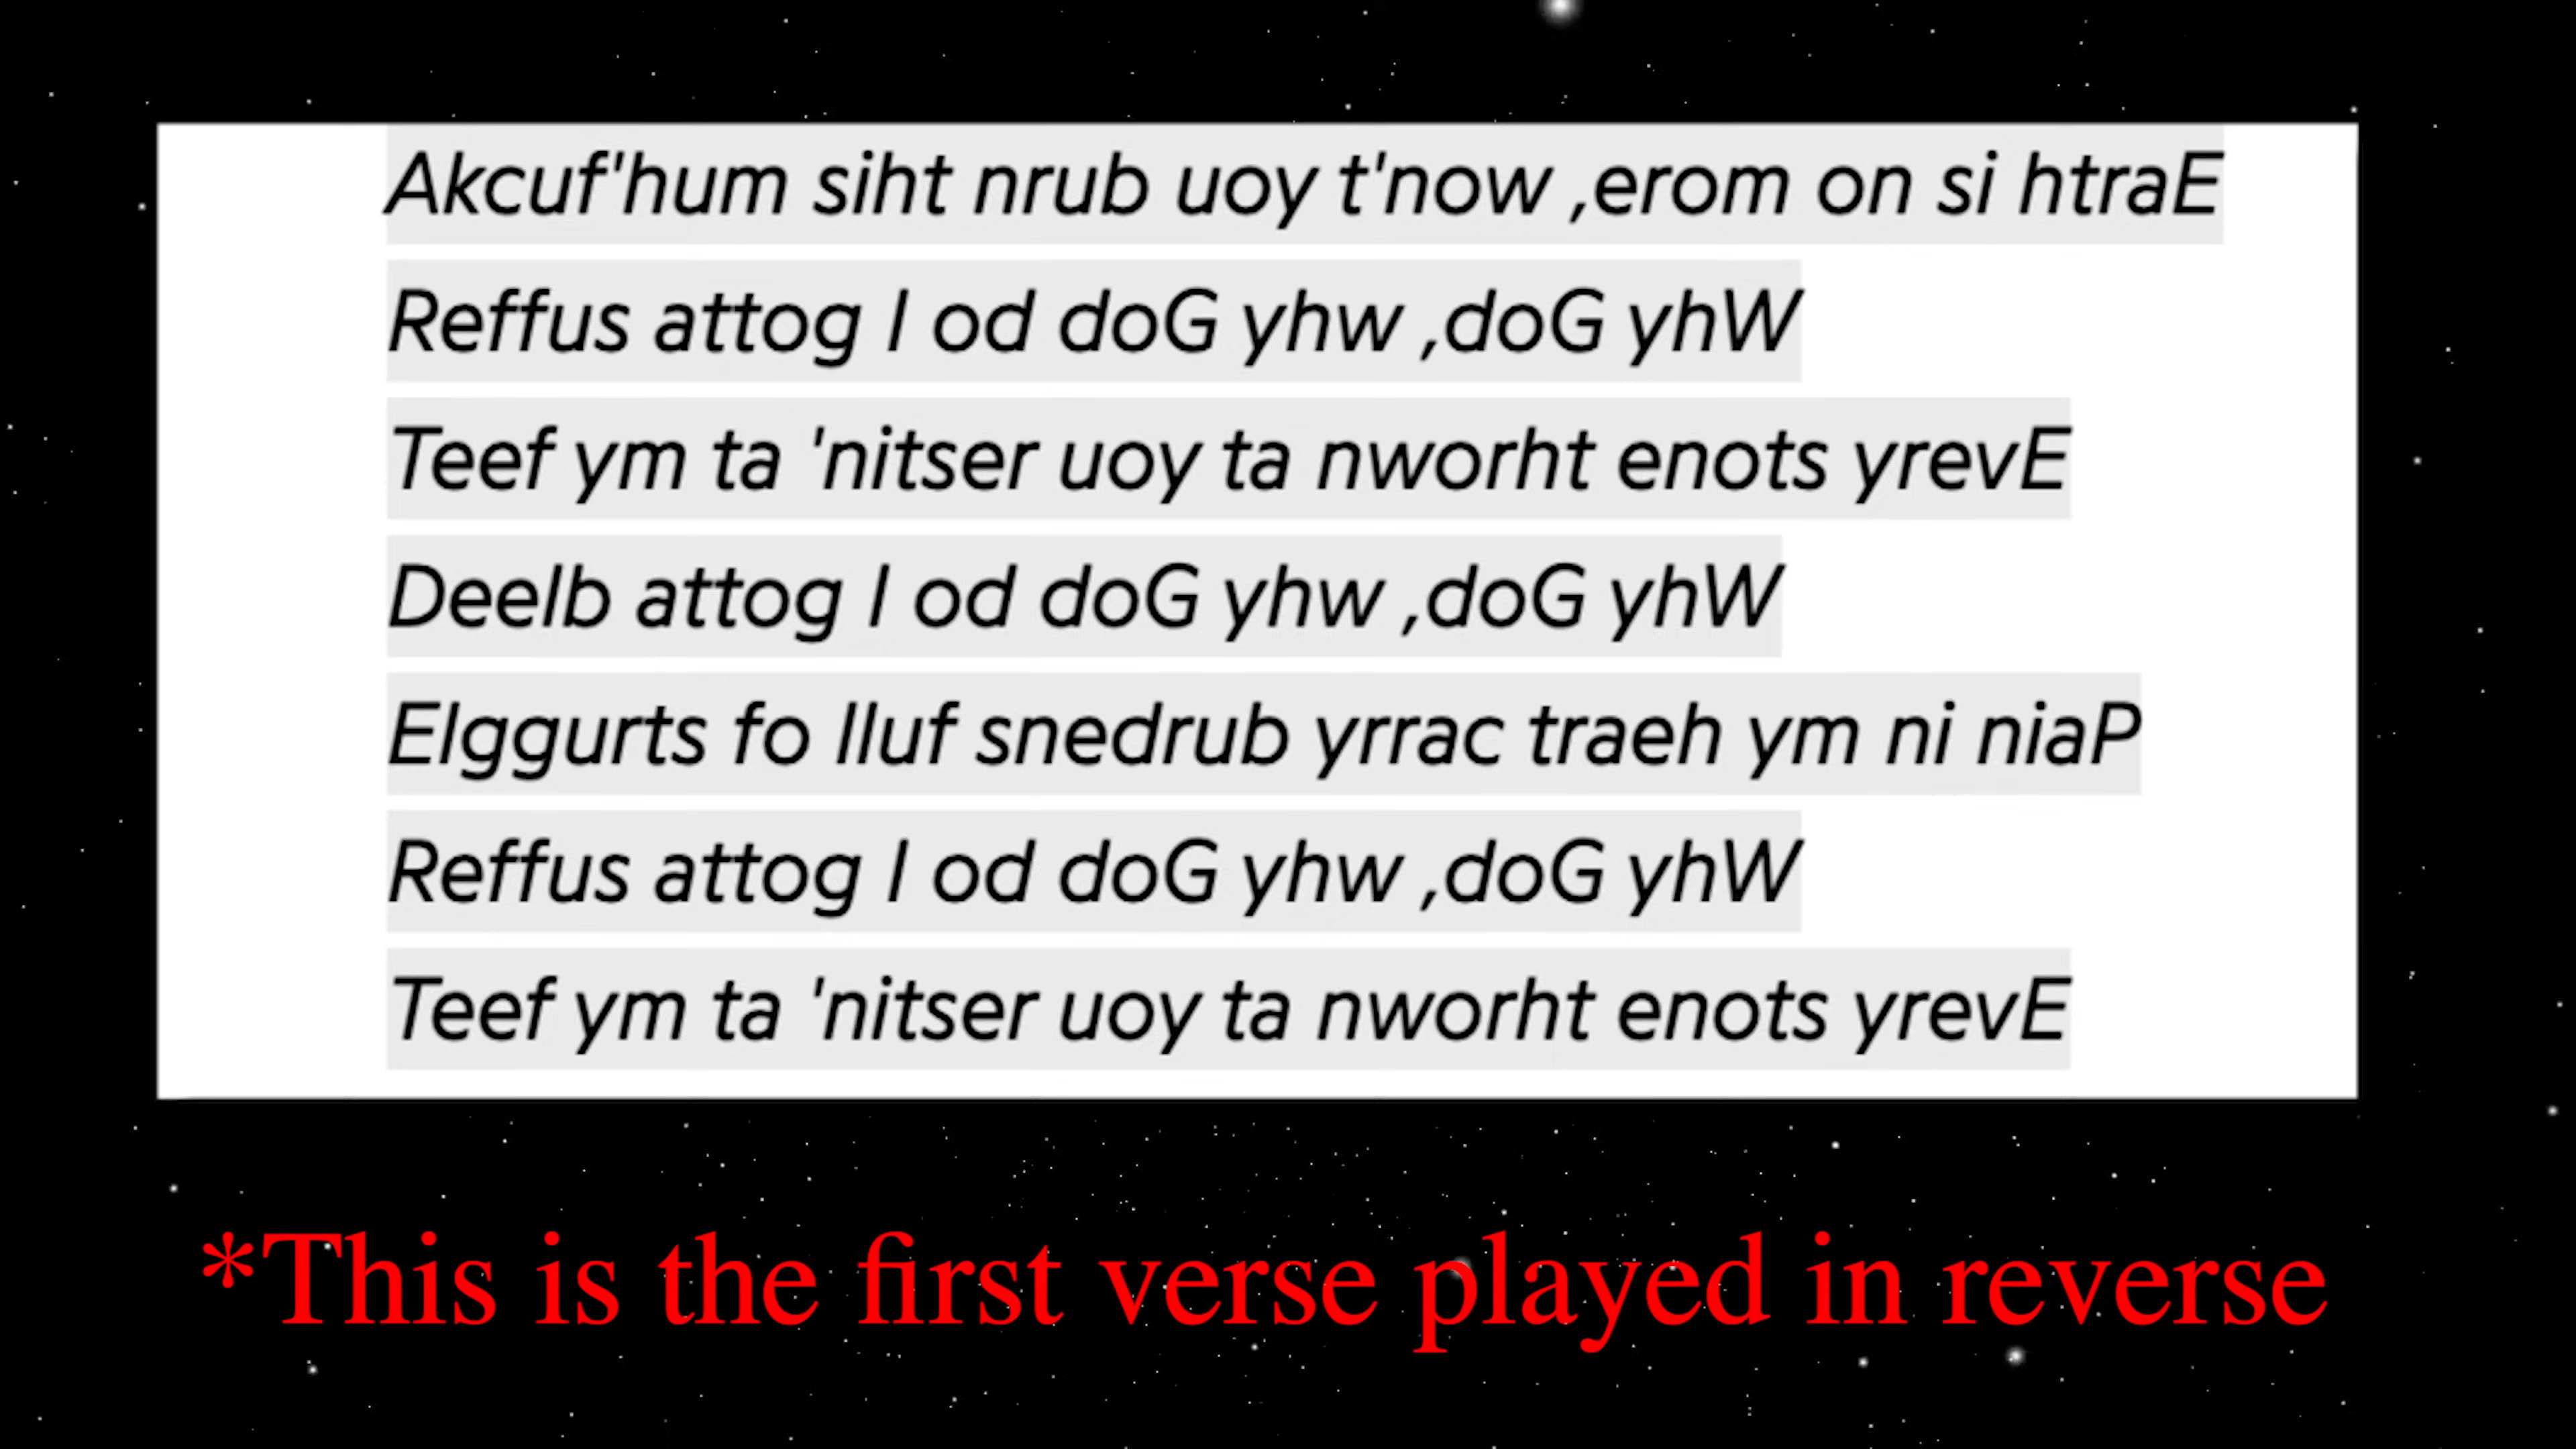 Akcuf'hum siht nrub uoy t'now ,erom on si htraE
Reffus attog I od doG yhw ,doG yhW
Teef ym ta 'nitser uoy ta nworht enots yrevE
Deelb attog I od doG yhw ,doG yhW
Elggurts fo lluf snedrub yrrac traeh ym ni niaP
Reffus attog I od doG yhw ,doG yhW
Teef ym ta 'nitser uoy ta nworht enots yrevE
*This is the first verse played in reverse